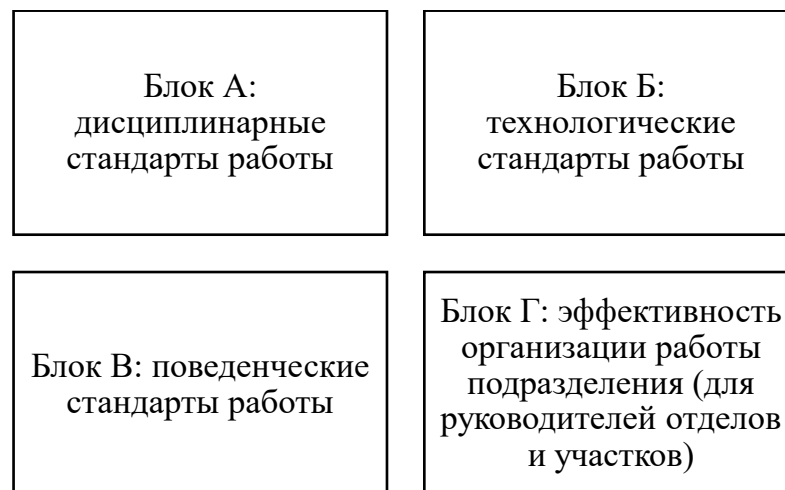 Блок А:
дисциплинарные
стандарты работы
Блок Б:
технологические
стандарты работы
Блок В: поведенческие
стандарты работы
Блок Г: эффективность
организации работы
подразделения (для
руководителей отделов
и участков)